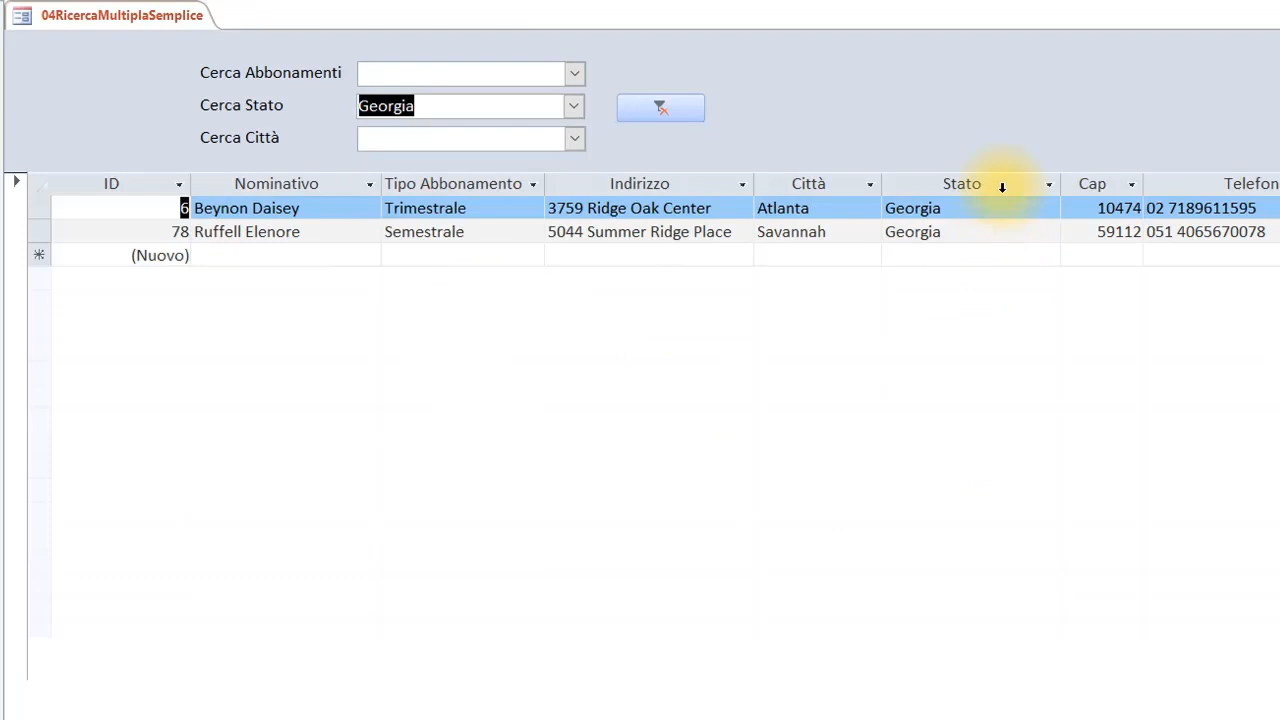 04RicercaMultiplaSemplice
Cerca Abbonamenti
Cerca Stato Georgia
Cerca Città
ID Nominativo Tipo Abbonamento Indirizzo Città Stato Cap Telefon
6 Beynon Daisey Trimestrale 3759 Ridge Oak Center Atlanta Georgia 10474 02 7189611595
78 Ruffell Elenore Semestrale 5044 Summer Ridge Place Savannah Georgia 59112 051 4065670078
(Nuovo)